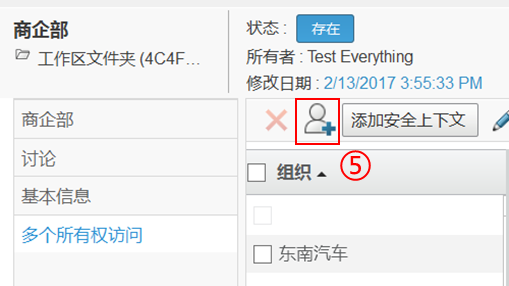 商企部
工作区文件夹 (4C4F...
状态 : 存在
所有者 : Test Everything
修改日期 : 2/13/2017 3:55:33 PM
商企部
讨论
基本信息
多个所有权访问
添加安全上下文
⑤
组织
东南汽车